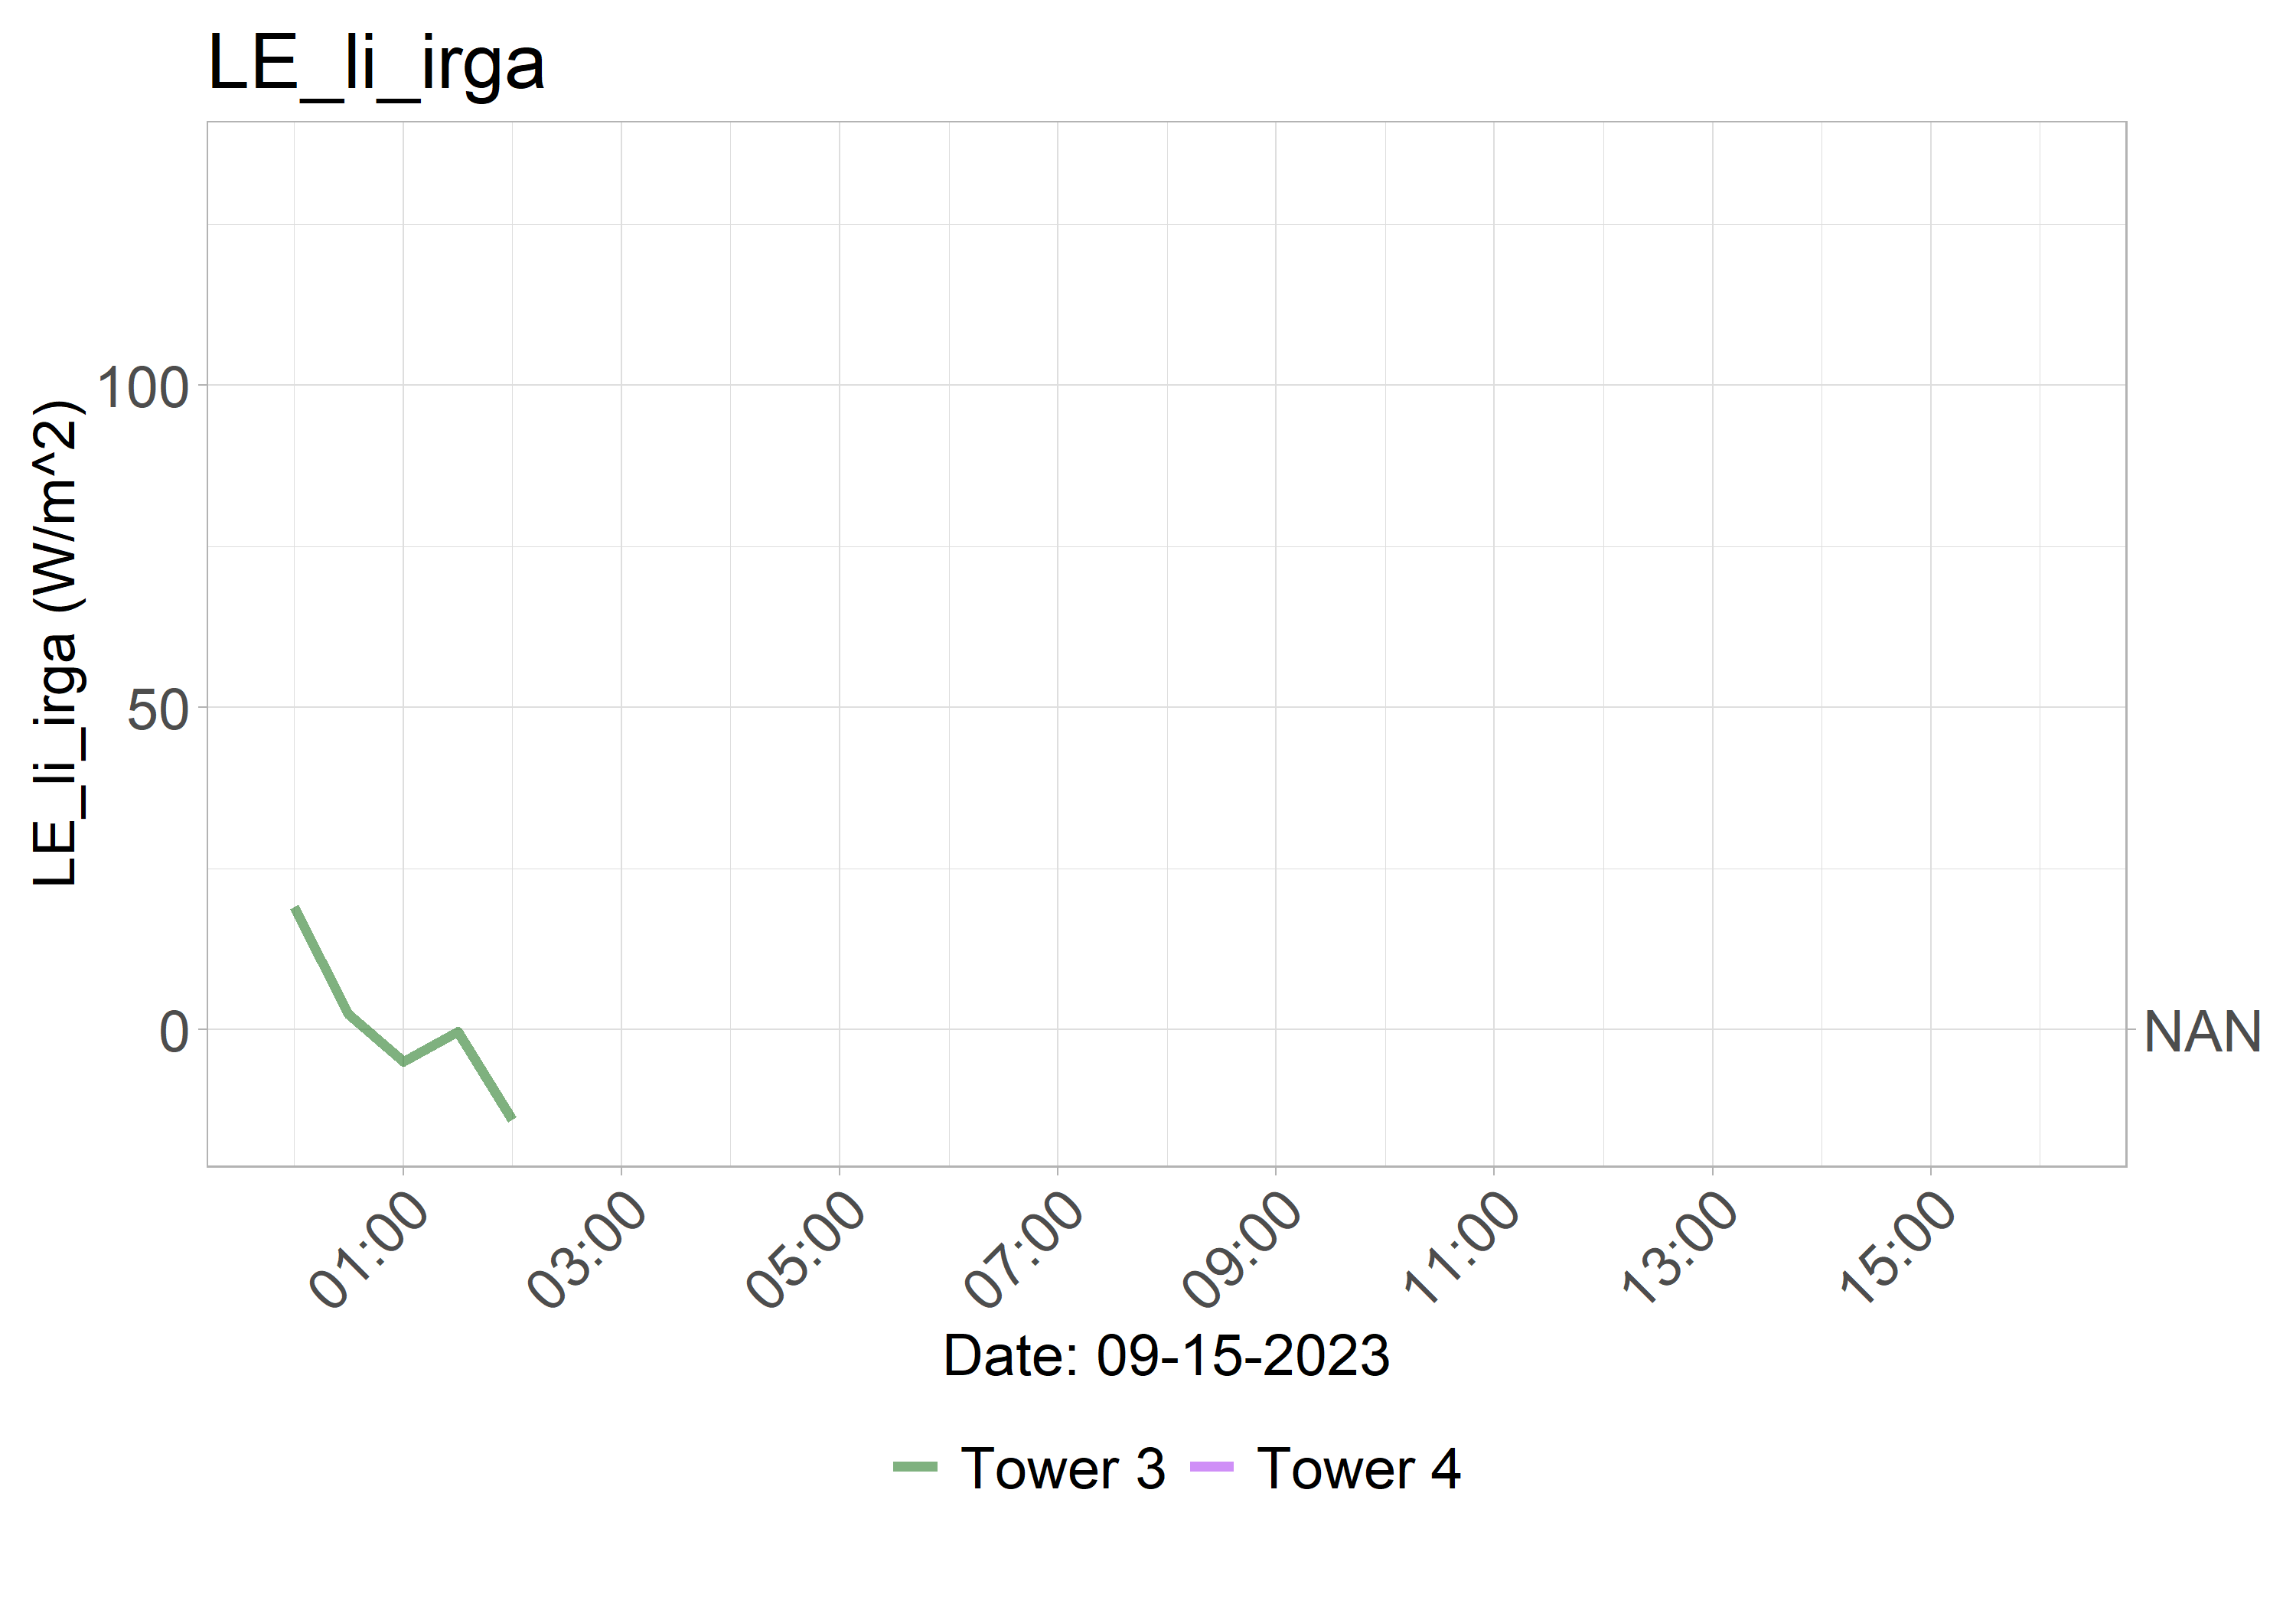 LE_li_irga
LE_li_irga (W/m^2)
100
50
0
NAN
01:00 03:00 05:00 07:00 09:00 11:00 13:00 15:00
Date: 09-15-2023
Tower 3 Tower 4